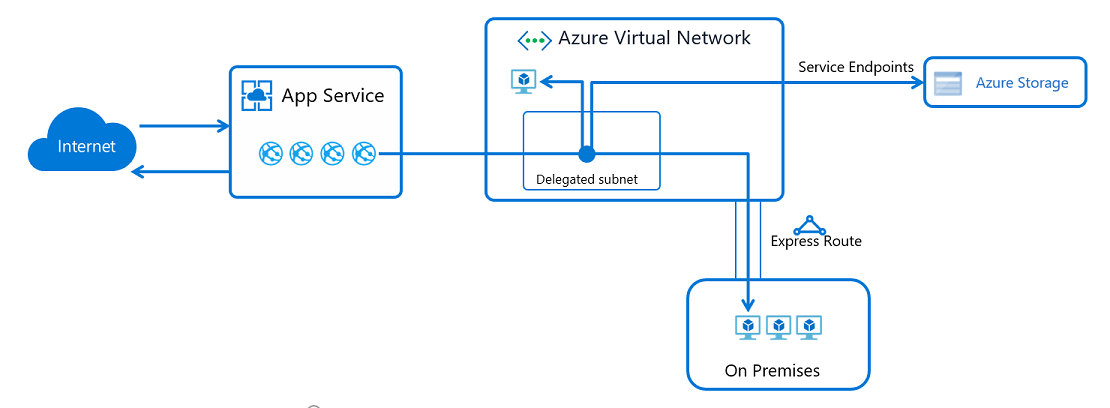 Azure Virtual Network
Service Endpoints
Azure Storage
App Service
Internet
Delegated subnet
Express Route
On Premises